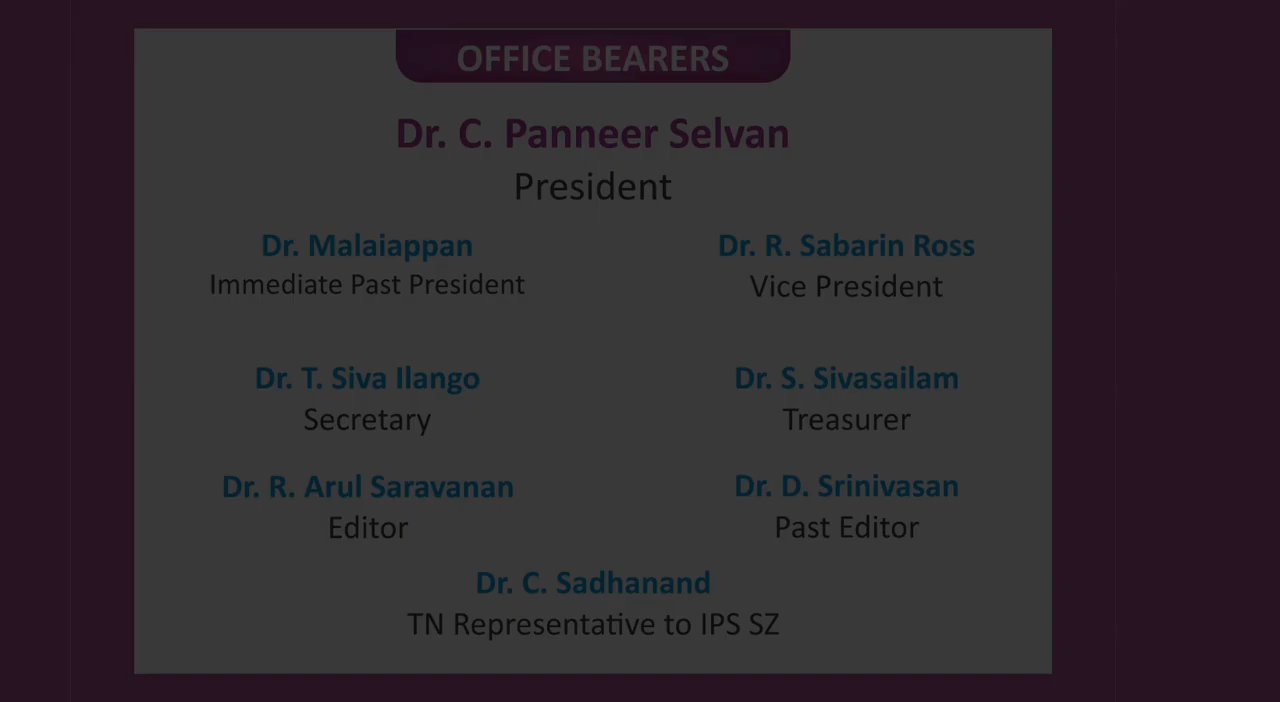 OFFICE BEARERS
Dr. C. Panneer Selvan
President
Dr. Malaiappan
Immediate Past President
Dr. R. Sabarin Ross
Vice President
Dr. T. Siva Ilango
Secretary
Dr. S. Sivasailam
Treasurer
Dr. R. Arul Saravanan
Editor
Dr. D. Srinivasan
Past Editor
Dr. C. Sadhanand
TN Representative to IPS SZ